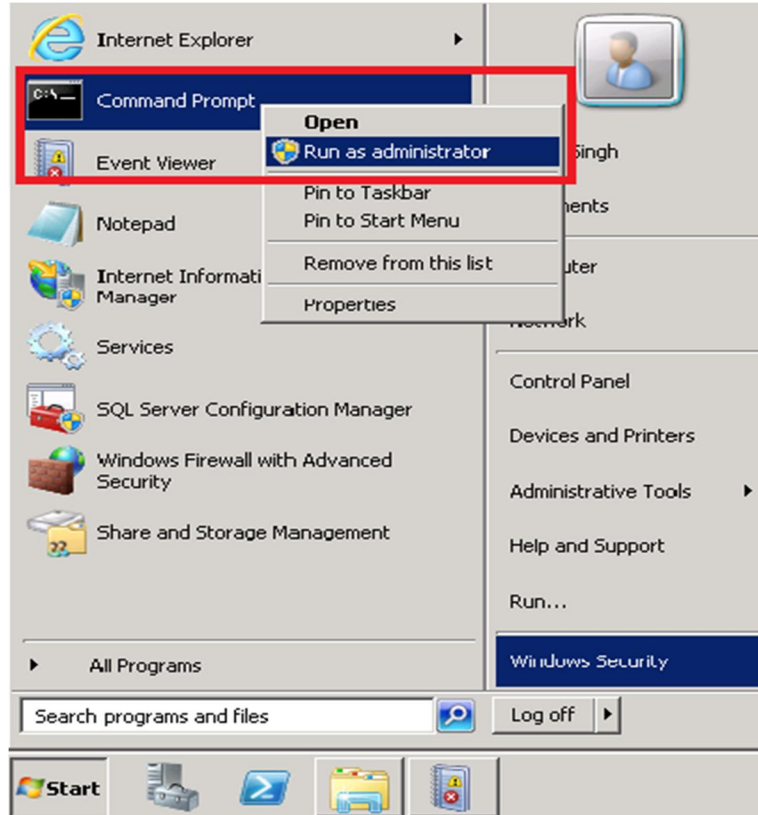 Internet Explorer
C:\
Command Prompt
Open
Run as administrator
Event Viewer
Singh
Pin to Taskbar
Notepad
Pin to Start Menu
Internet Informati
Manager
Remove from this list
Properties
Services
Control Panel
SQL Server Configuration Manager
Devices and Printers
Windows Firewall with Advanced
Security
Administrative Tools
Share and Storage Management
Help and Support
Run...
All Programs
Windows Security
Search programs and files
Log off
Start